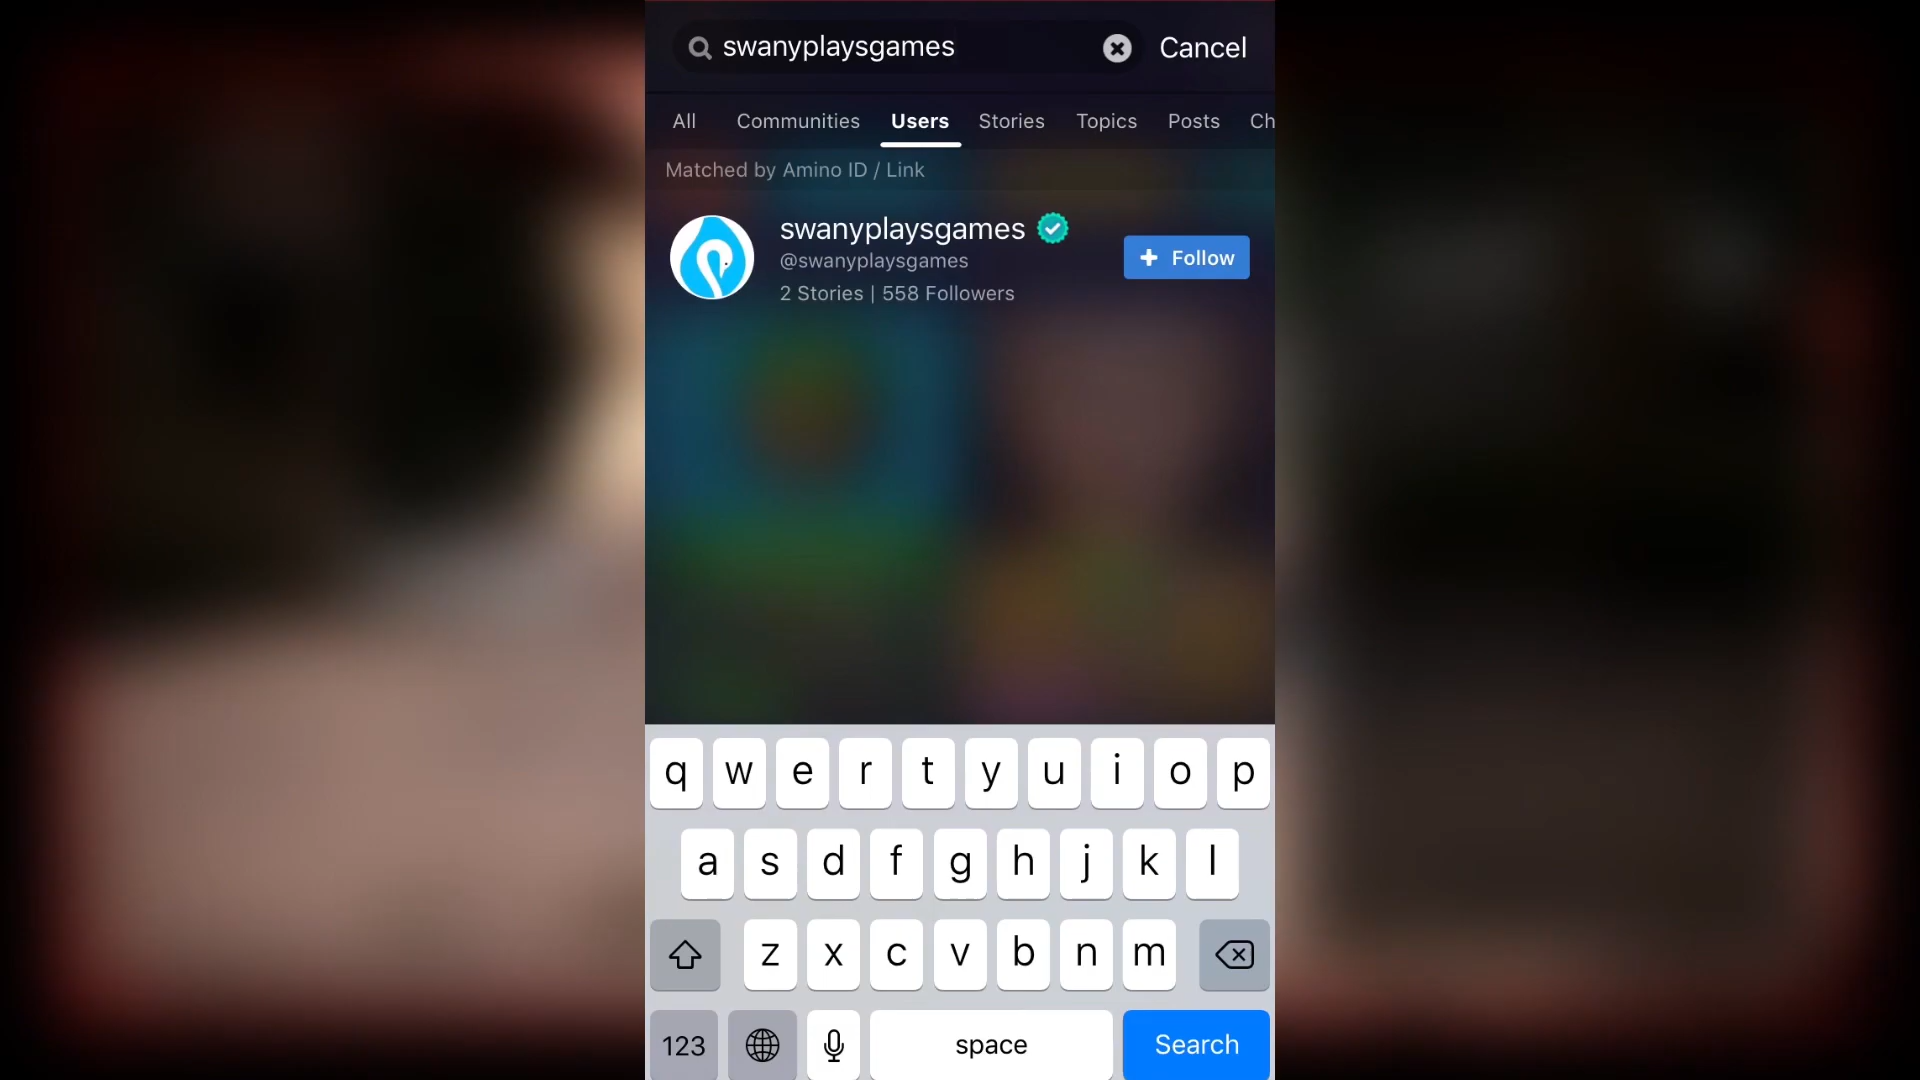 swanyplaysgames
Cancel
All Communities Users Stories Topics Posts Ch
Matched by Amino ID / Link
swanyplaysgames
@swanyplaysgames
2 Stories | 558 Followers
+ Follow
q w e r t y u i o p
a s d f g h j k l
z x c v b n m
123 space Search